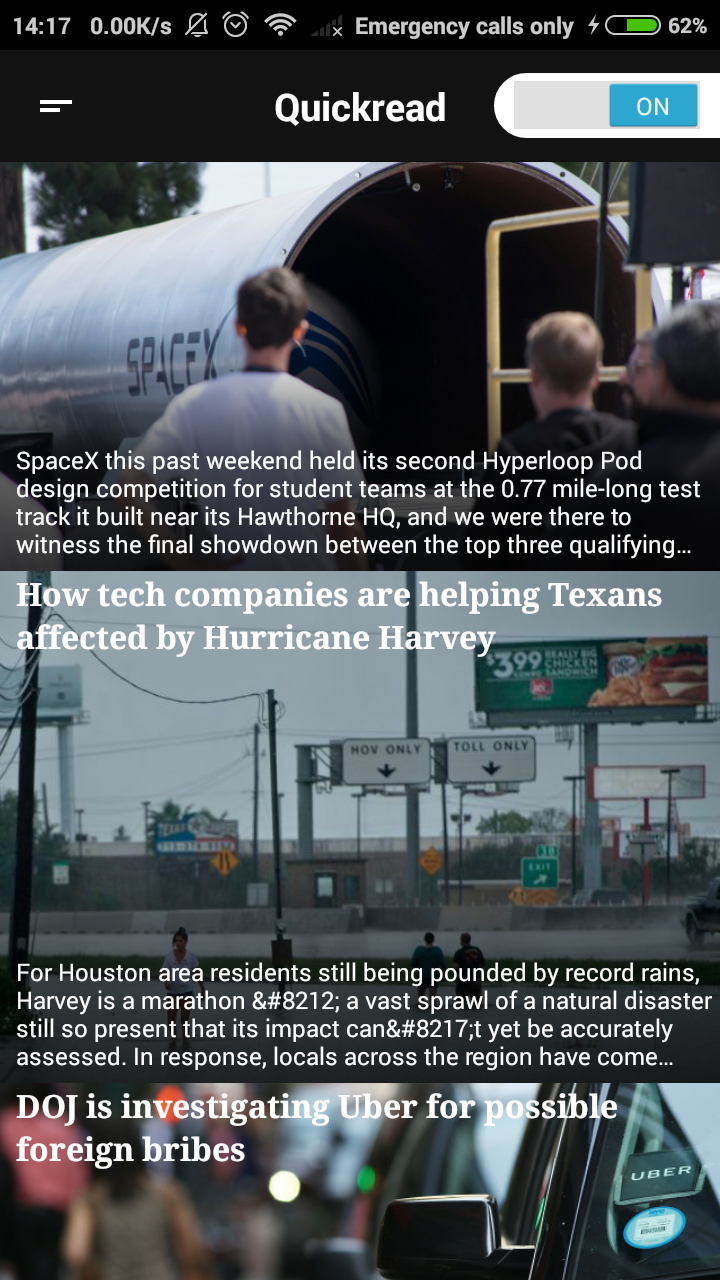 14:17 0.00K/s Emergency calls only 62%
Quickread
ON
SPACEX
SpaceX this past weekend held its second Hyperloop Pod
design competition for student teams at the 0.77 mile-long test
track it built near its Hawthorne HQ, and we were there to
witness the final showdown between the top three qualifying...
How tech companies are helping Texans
affected by Hurricane Harvey
$3.99 REALLY BIG
CHICKEN
SANDWICH
HOV ONLY
TOLL ONLY
TEXAS
EXIT
For Houston area residents still being pounded by record rains,
Harvey is a marathon &#8212; a vast sprawl of a natural disaster
still so present that its impact can&#8217;t yet be accurately
assessed. In response, locals across the region have come...
DOJ is investigating Uber for possible
foreign bribes
UBER